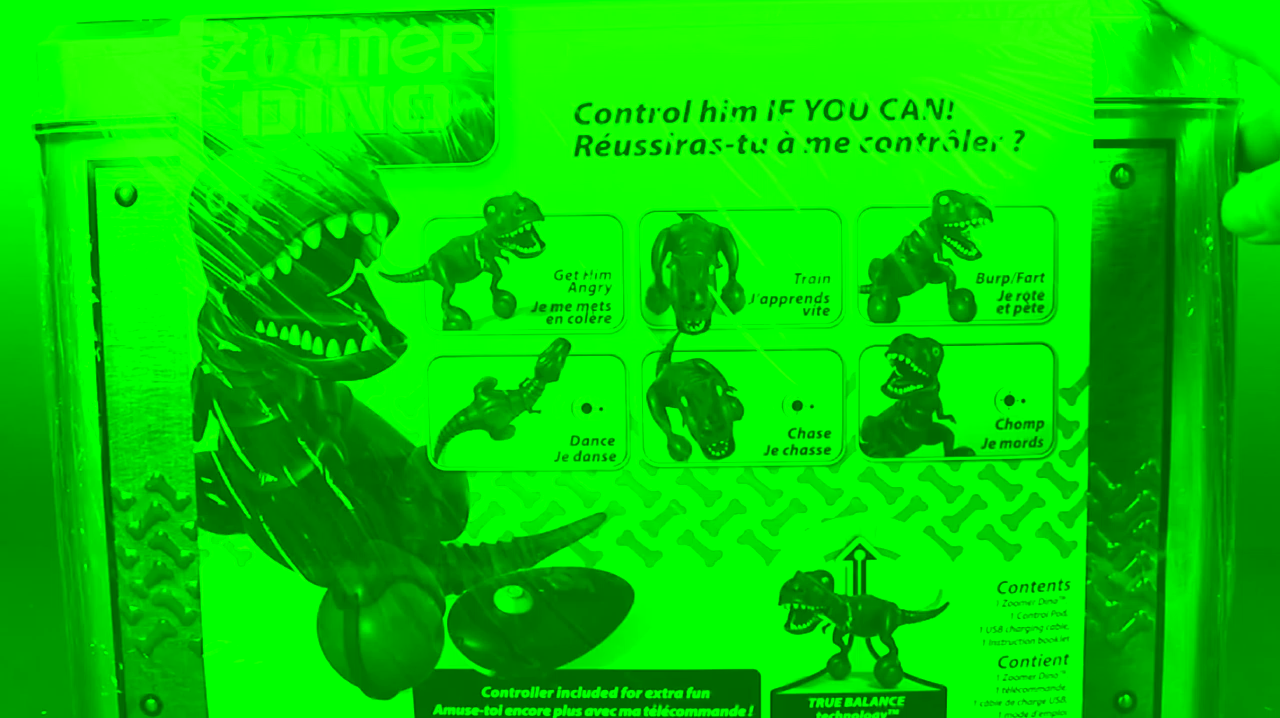 ZOOMER
DINO
Control him IF YOU CAN!
Réussiras-tu à me contrôler ?
Get Him
Angry
Je me mets
en colère
Train
J'apprends
vite
Burp/Fart
Je rote
et pète
Dance
Je danse
Chase
Je chasse
Chomp
Je mords
Contents
1 Zoomer Dino™
1 Control Pod,
1 USB charging cable,
1 Instruction booklet
Contient
1 Zoomer Dino™
1 télécommande,
1 câble de charge USB,
1 mode d'emploi
Controller included for extra fun
Amuse-toi encore plus avec ma télécommande !
TRUE BALANCE
technology™